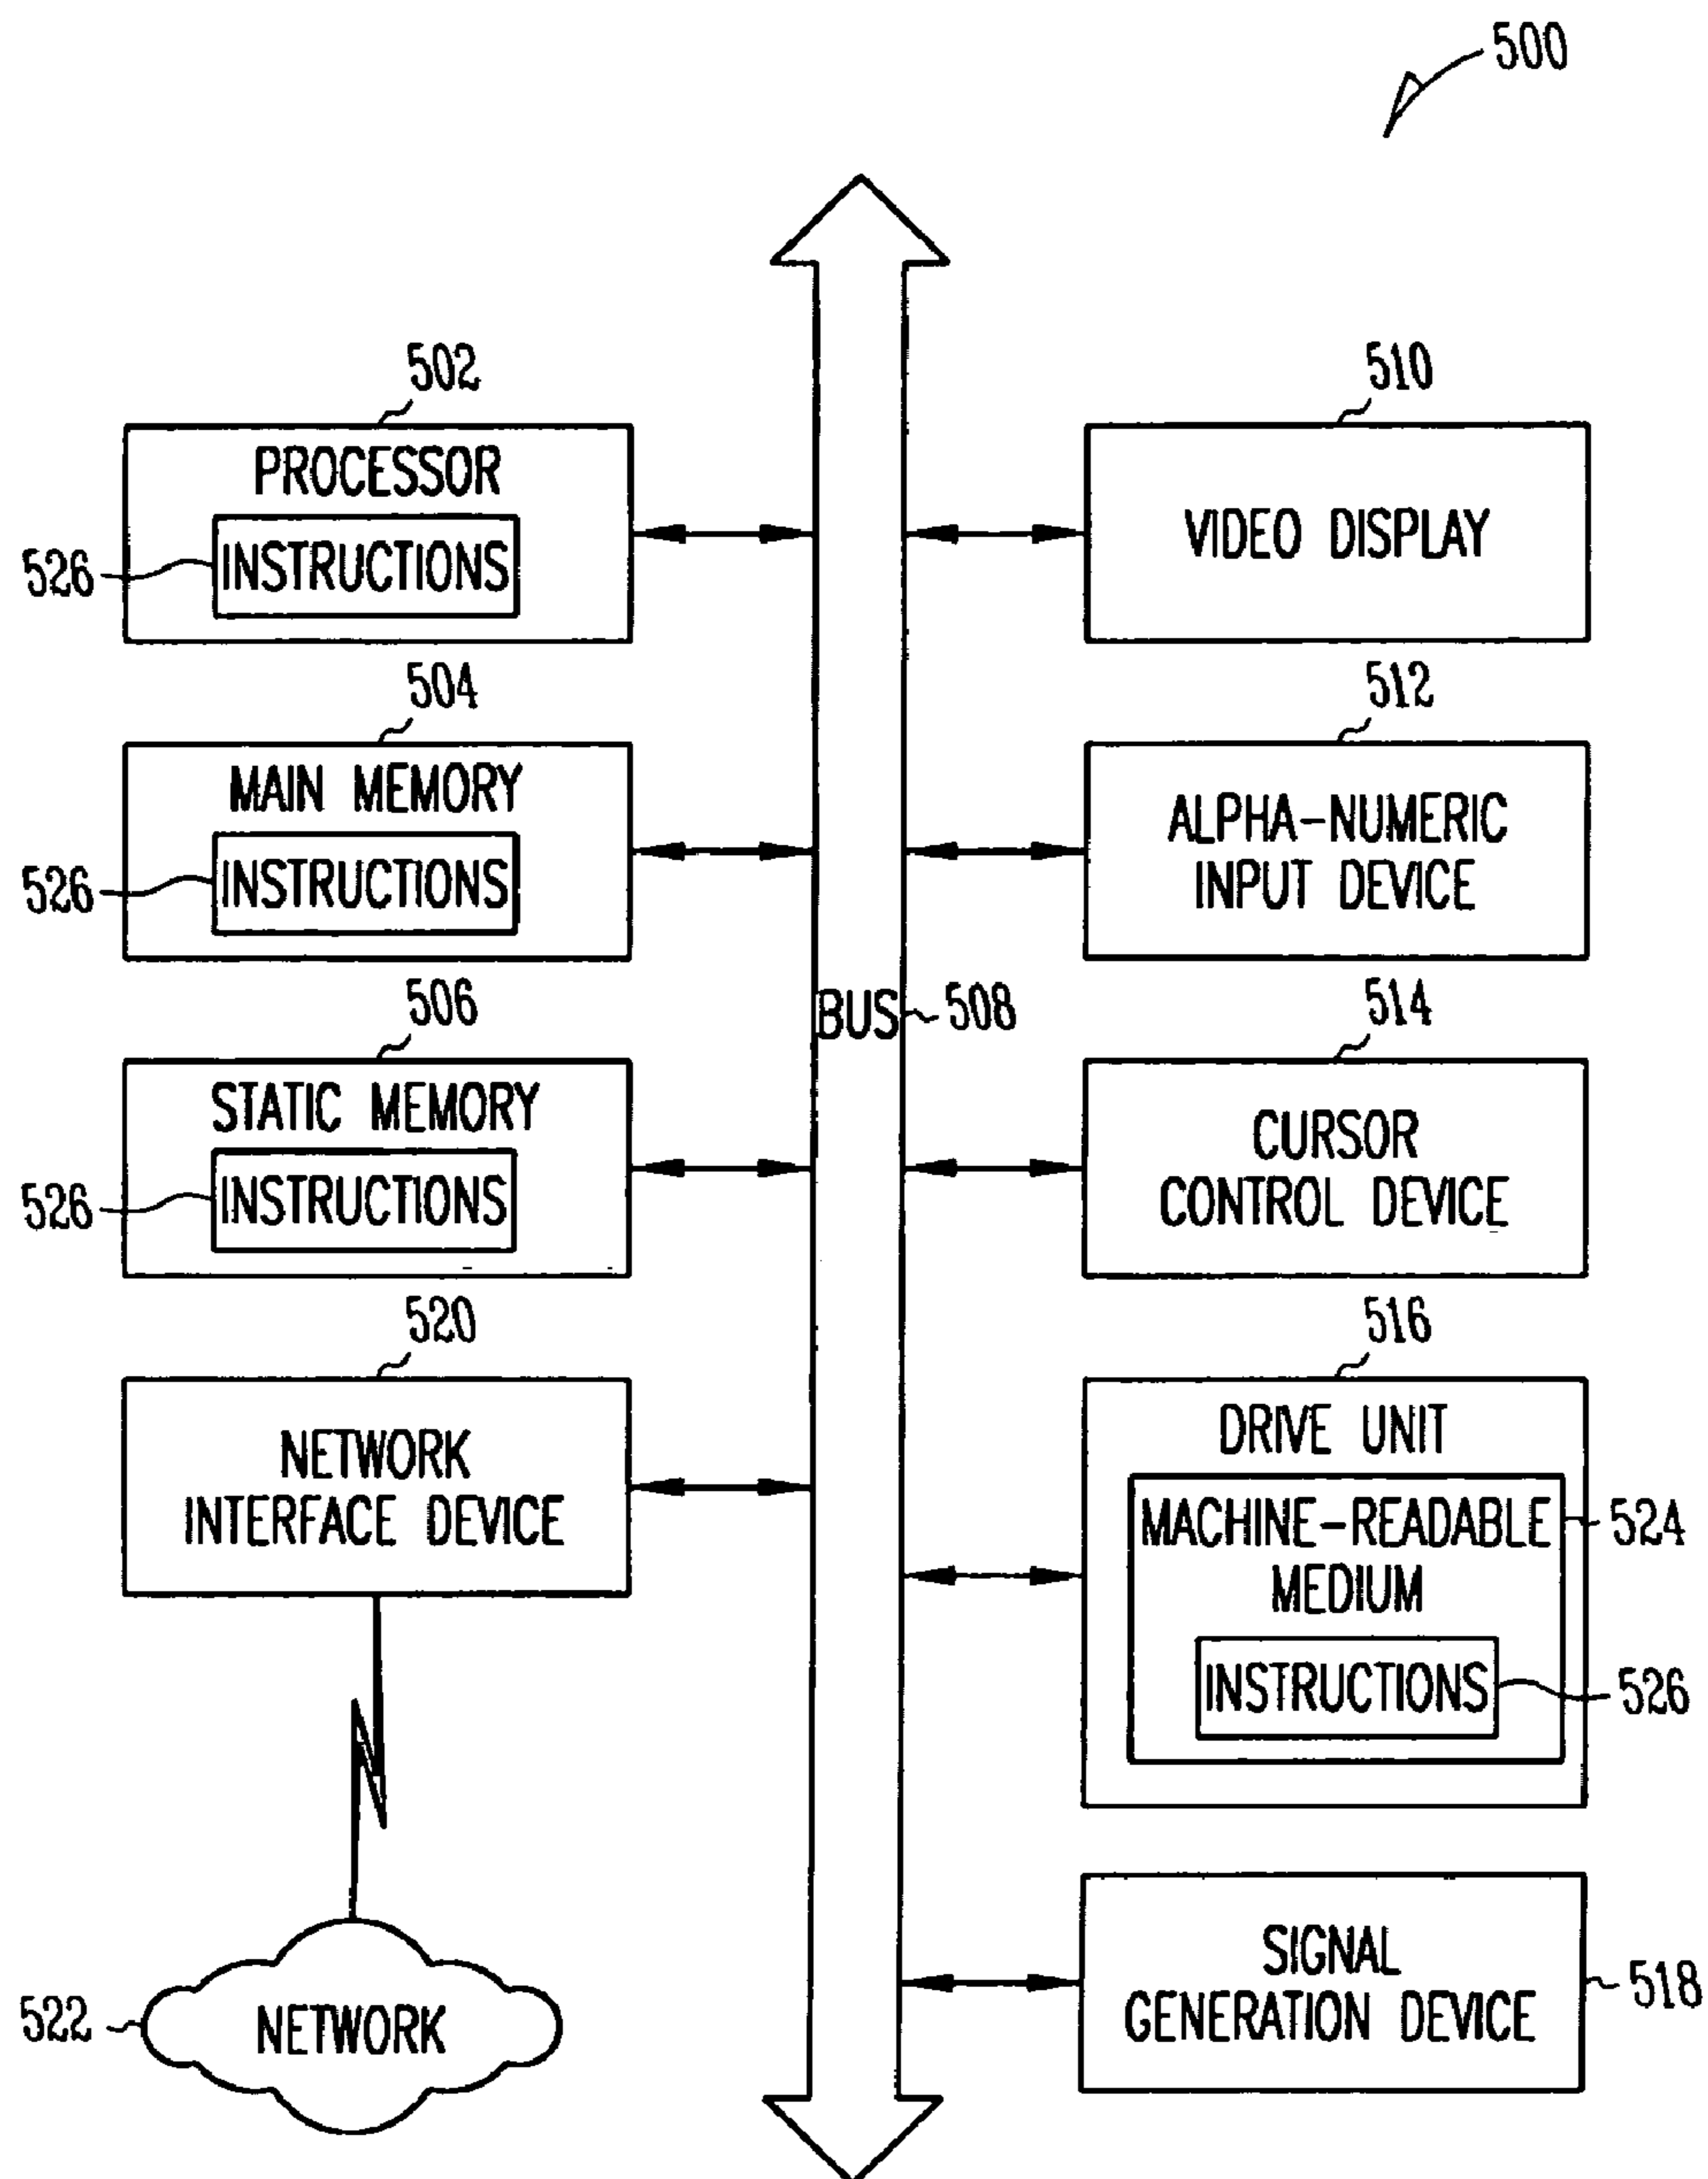 500
502
PROCESSOR
526
INSTRUCTIONS
504
MAIN MEMORY
526
INSTRUCTIONS
506
STATIC MEMORY
526
INSTRUCTIONS
520
NETWORK
INTERFACE DEVICE
522
NETWORK
BUS
508
510
VIDEO DISPLAY
512
ALPHA-NUMERIC
INPUT DEVICE
514
CURSOR
CONTROL DEVICE
516
DRIVE UNIT
MACHINE-READABLE
MEDIUM
524
INSTRUCTIONS
526
SIGNAL
GENERATION DEVICE
518